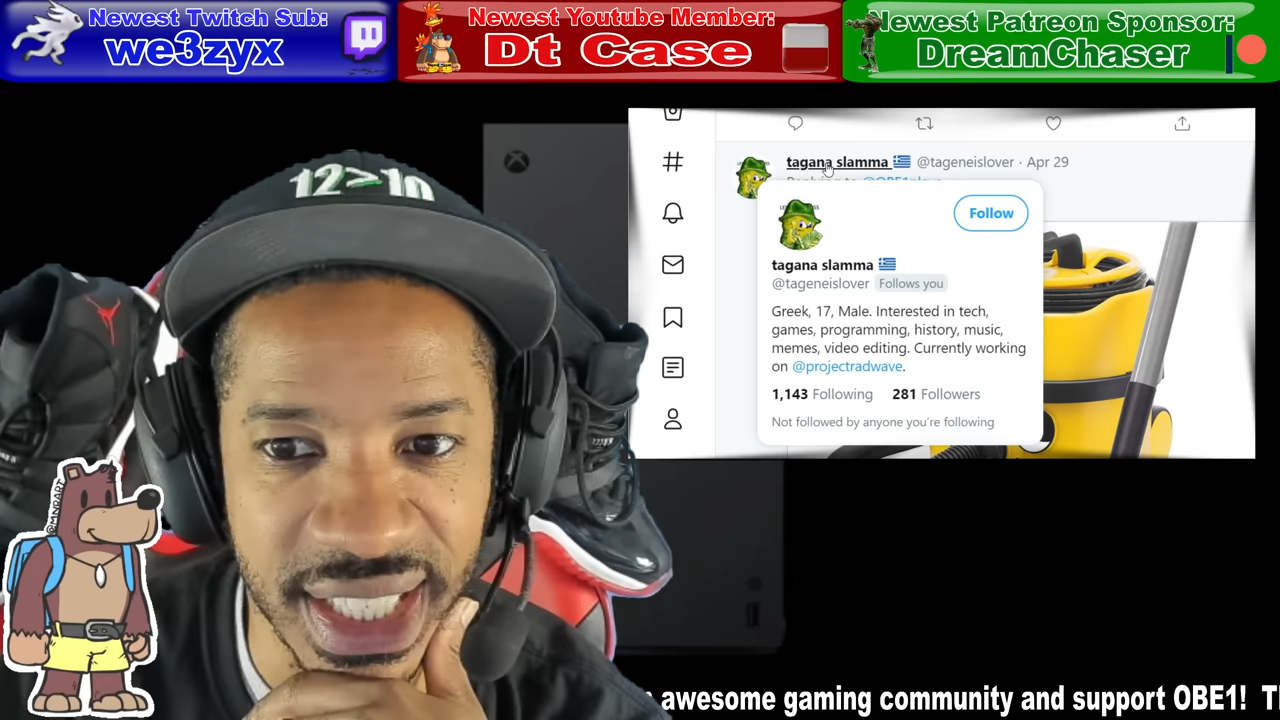 Newest Twitch Sub:
we3zyx
Newest Youtube Member:
Dt Case
Newest Patreon Sponsor:
DreamChaser
12>10
tagana slamma @tageneislover · Apr 29
Follow
tagana slamma
@tageneislover Follows you
Greek, 17, Male. Interested in tech,
games, programming, history, music,
memes, video editing. Currently working
on @projectradwave.
1,143 Following 281 Followers
Not followed by anyone you're following
@MNRART
awesome gaming community and support OBE1!